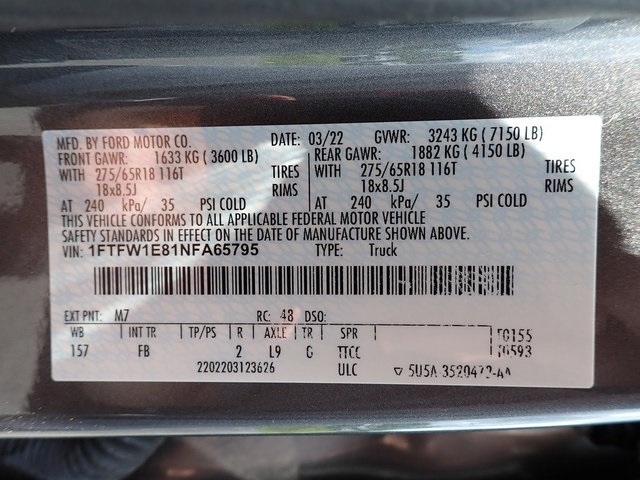 MFD. BY FORD MOTOR CO. DATE: 03/22 GVWR: 3243 KG ( 7150 LB)
FRONT GAWR: 1633 KG ( 3600 LB) REAR GAWR: 1882 KG ( 4150 LB)
WITH 275/65R18 116T TIRES WITH 275/65R18 116T TIRES
18x8.5J RIMS 18x8.5J RIMS
AT 240 kPa/ 35 PSI COLD AT 240 kPa/ 35 PSI COLD
THIS VEHICLE CONFORMS TO ALL APPLICABLE FEDERAL MOTOR VEHICLE
SAFETY STANDARDS IN EFFECT ON THE DATE OF MANUFACTURE SHOWN ABOVE.
VIN: 1FTFW1E81NFA65795 TYPE: Truck
EXT PNT: M7 RC: 48 DSO:
WB INT TR TP/PS R AXLE TR SPR
157 FB 2 L9 G TTCC
2202203123626 ULC